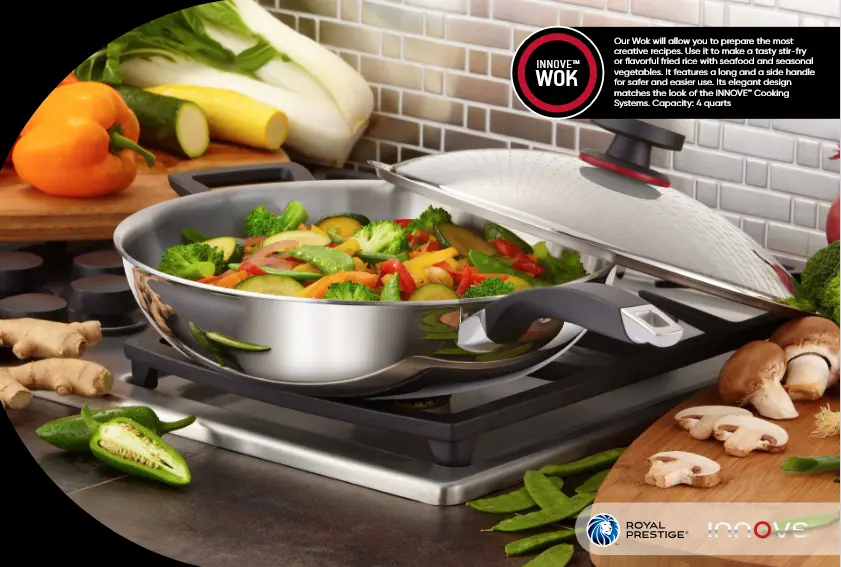 INNOVE™
WOK
Our Wok will allow you to prepare the most
creative recipes. Use it to make a tasty stir-fry
or flavorful fried rice with seafood and seasonal
vegetables. It features a long and a side handle
for safer and easier use. Its elegant design
matches the look of the INNOVE™ Cooking
Systems. Capacity: 4 quarts
ROYAL
PRESTIGE®
INNOVE